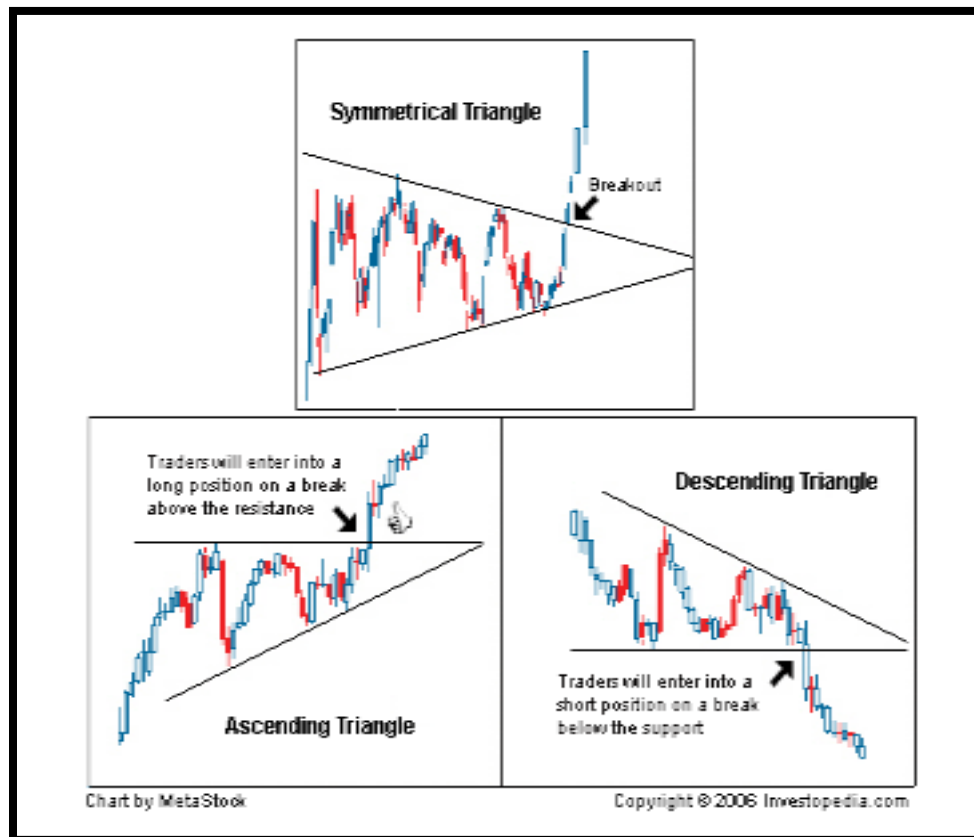 Symmetrical Triangle
Breakout
Traders will enter into a
long position on a break
above the resistance
Ascending Triangle
Descending Triangle
Traders will enter into a
short position on a break
below the support
Chart by MetaStock
Copyright © 2006 Investopedia.com